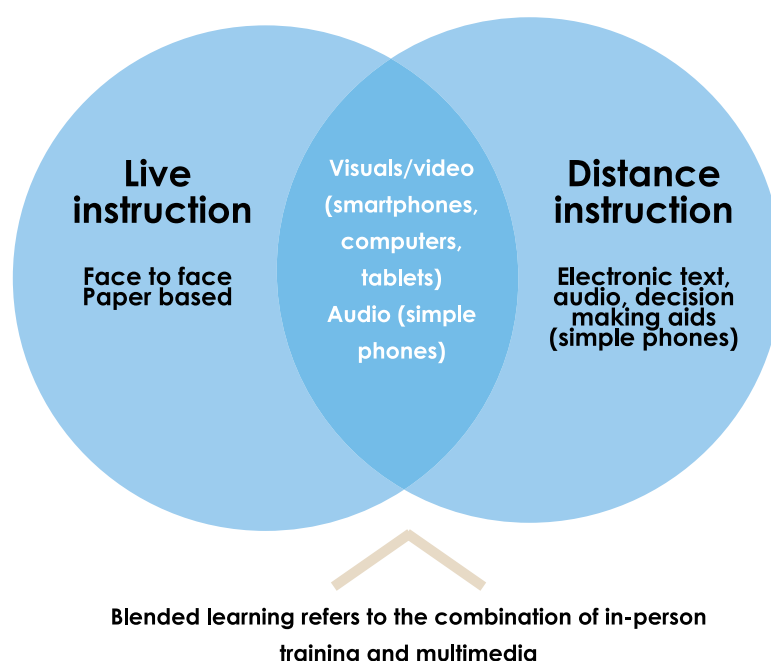 Live
instruction
Face to face
Paper based
Visuals/video
(smartphones,
computers,
tablets)
Audio (simple
phones)
Distance
instruction
Electronic text,
audio, decision
making aids
(simple phones)
Blended learning refers to the combination of in-person
training and multimedia